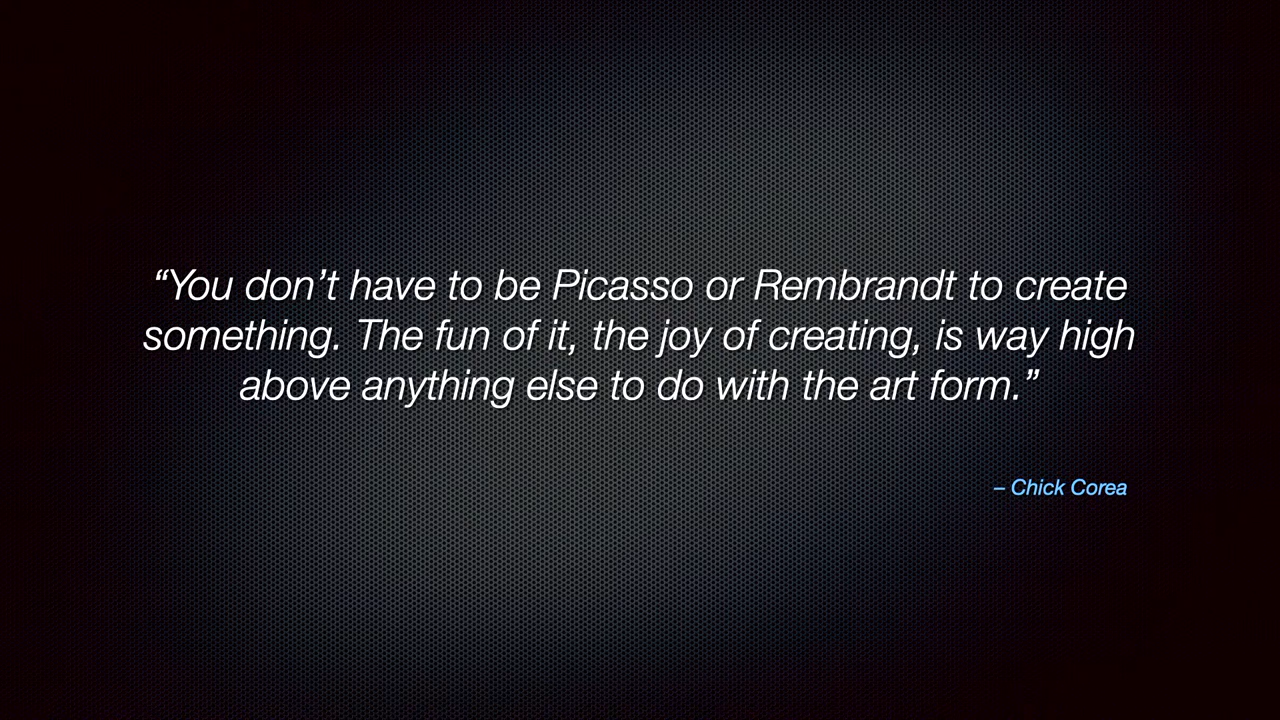 “You don’t have to be Picasso or Rembrandt to create
something. The fun of it, the joy of creating, is way high
above anything else to do with the art form.”
– Chick Corea